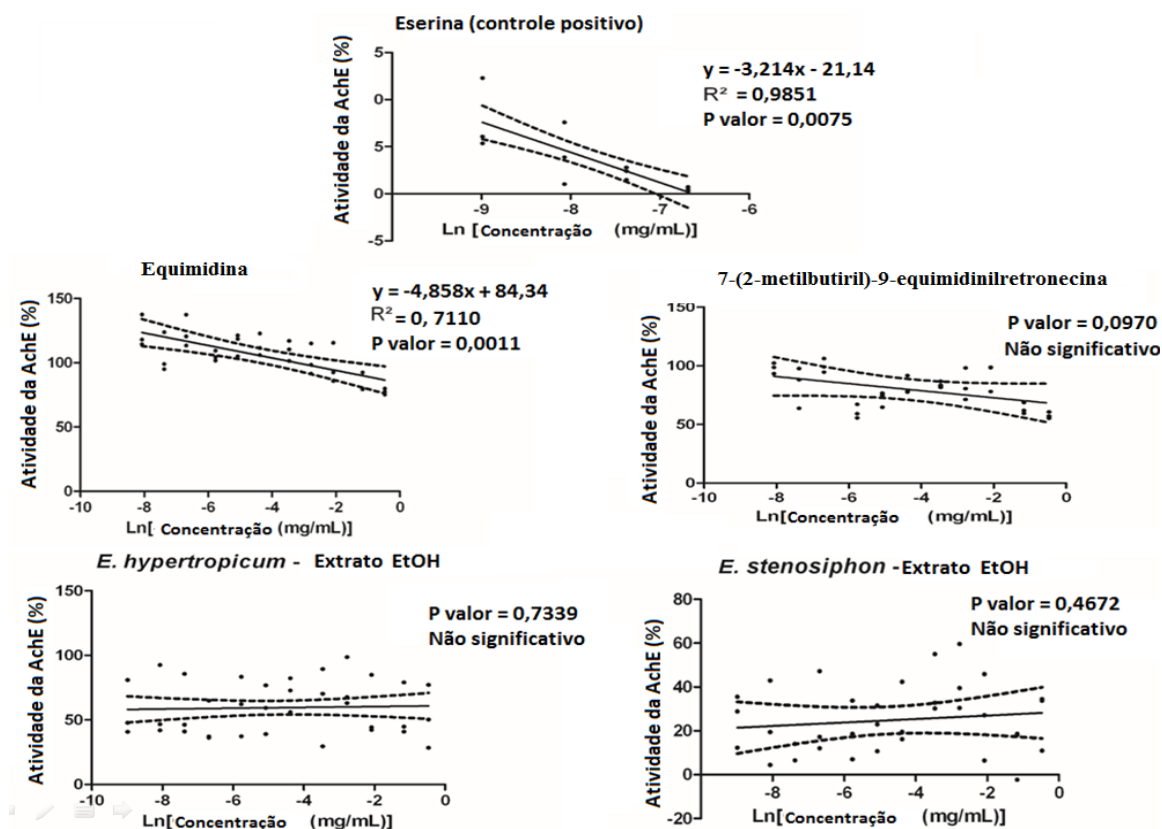 Eserina (controle positivo)
Atividade da AchE (%)
5
0
5
0
-5
-9
-8
-7
-6
Ln [Concentração (mg/mL)]
y = -3,214x - 21,14
R² = 0,9851
P valor = 0,0075
Equimidina
Atividade da AchE (%)
150
100
50
0
-10
-8
-6
-4
-2
0
Ln[ Concentração (mg/mL)]
y = -4,858x + 84,34
R² = 0, 7110
P valor = 0,0011
7-(2-metilbutiril)-9-equimidinilretronecina
Atividade da AchE (%)
150
100
50
0
-10
-8
-6
-4
-2
0
Ln[Concentração (mg/mL)]
P valor = 0,0970
Não significativo
E. hypertropicum - Extrato EtOH
Atividade da AChE (%)
150
100
50
0
-10
-8
-6
-4
-2
0
Ln[ Concentração (mg/mL)]
P valor = 0,7339
Não significativo
E. stenosiphon -Extrato EtOH
Atividade da AchE (%)
80
60
40
20
0
-20
-8
-6
-4
-2
0
Ln[Concentração (mg/mL)]
P valor = 0,4672
Não significativo